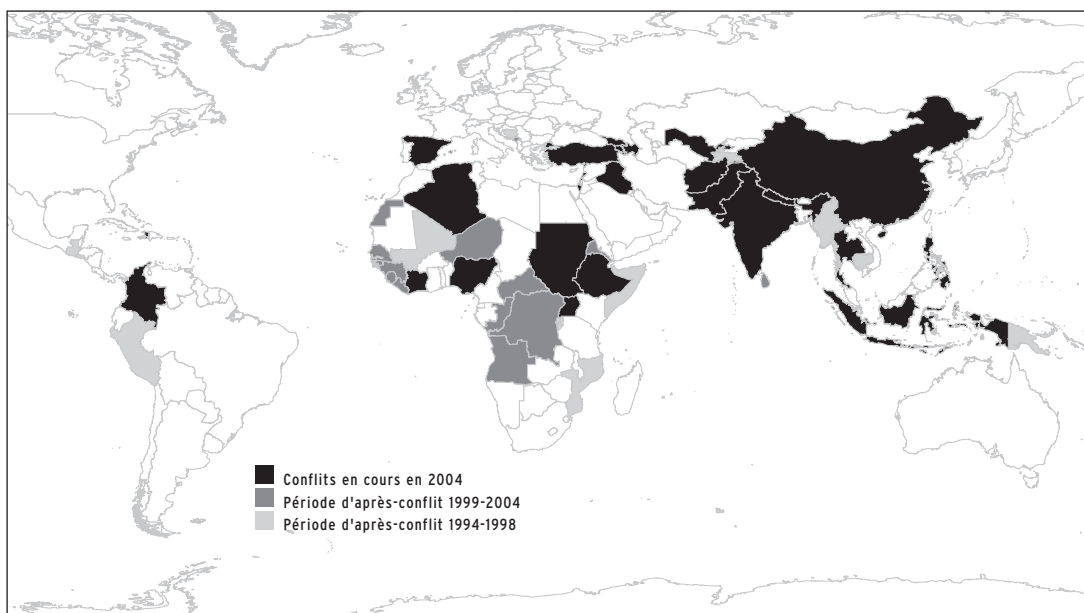 Conflits en cours en 2004
Période d'après-conflit 1999-2004
Période d'après-conflit 1994-1998